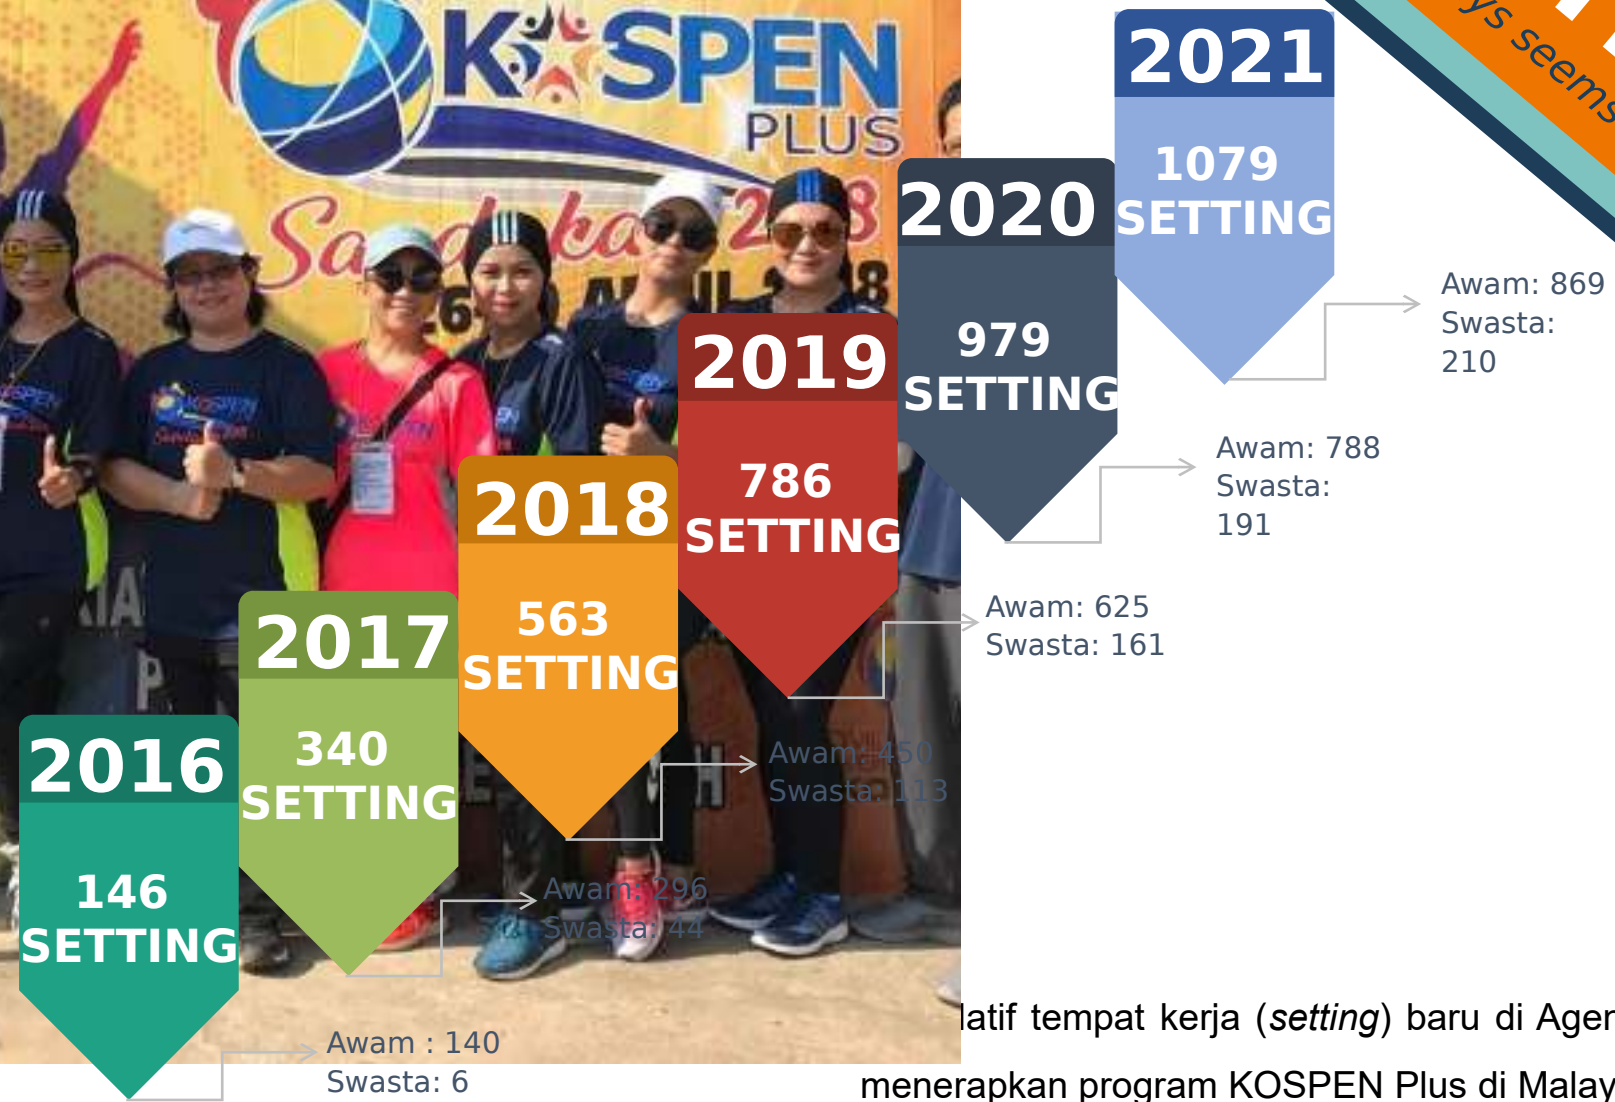 KOSPEN
PLUS
2021
1079
SETTING
Awam: 869
Swasta:
210
2020
979
SETTING
Awam: 788
Swasta:
191
2019
786
SETTING
Awam: 625
Swasta: 161
2018
563
SETTING
Awam: 450
Swasta: 113
2017
340
SETTING
Awam: 296
Swasta: 44
2016
146
SETTING
Awam : 140
Swasta: 6
seems
latif tempat kerja (setting) baru di Agen
menerapkan program KOSPEN Plus di Malay